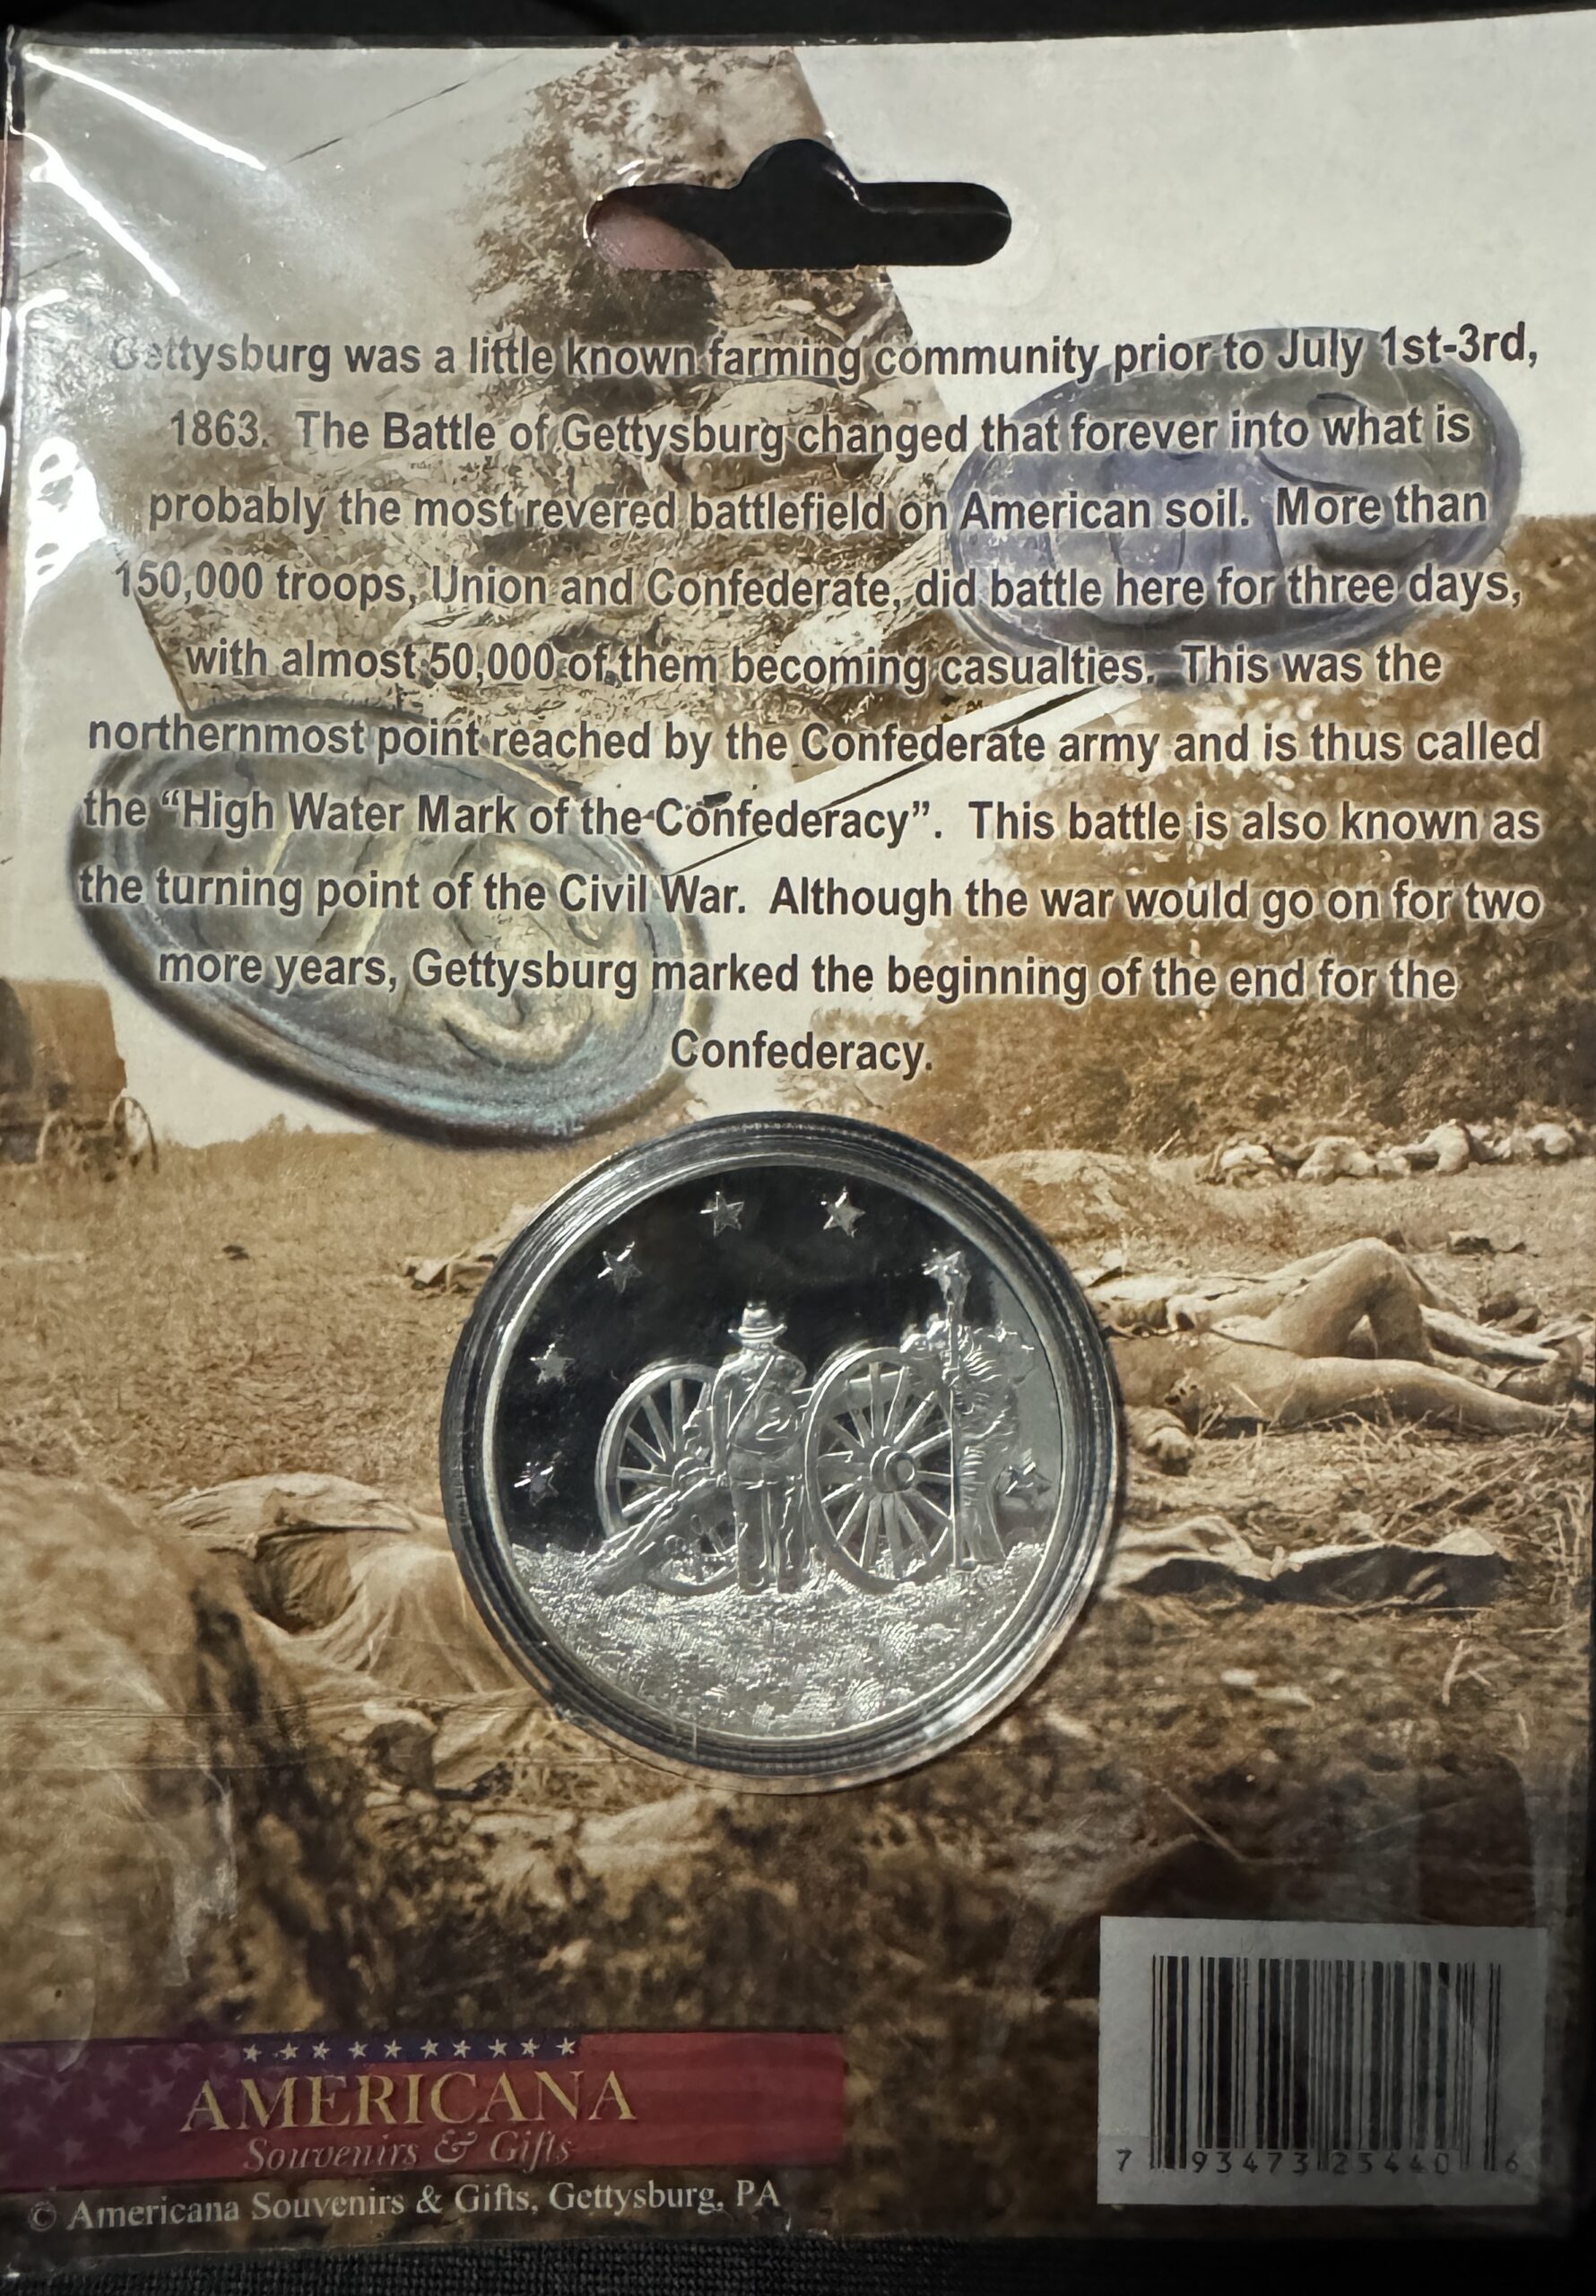 Gettysburg was a little known farming community prior to July 1st-3rd,
1863. The Battle of Gettysburg changed that forever into what is
probably the most revered battlefield on American soil. More than
150,000 troops, Union and Confederate, did battle here for three days,
with almost 50,000 of them becoming casualties. This was the
northernmost point reached by the Confederate army and is thus called
the “High Water Mark of the Confederacy”. This battle is also known as
the turning point of the Civil War. Although the war would go on for two
more years, Gettysburg marked the beginning of the end for the
Confederacy.
AMERICANA
Souvenirs & Gifts
© Americana Souvenirs & Gifts, Gettysburg, PA
7 93473 25440 6